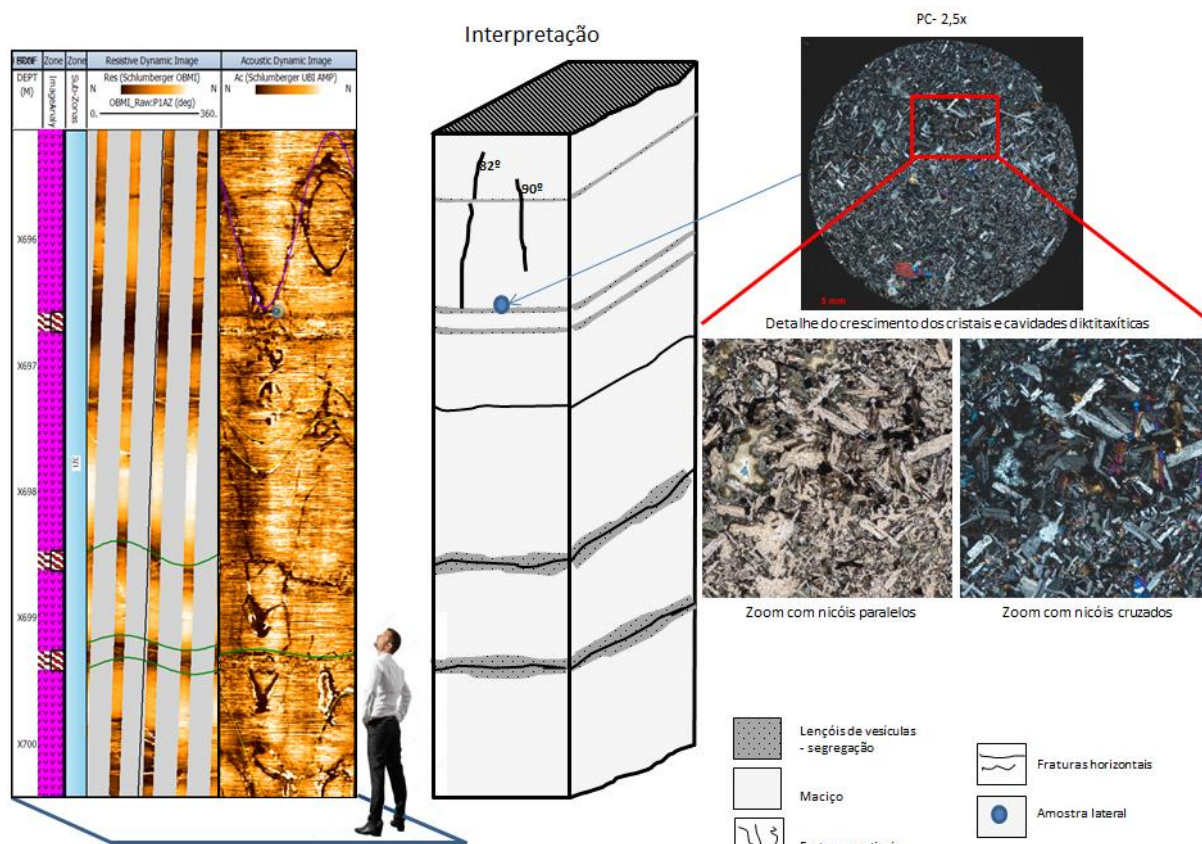 Interpretação
PC- 2,5x
Zone
Zone
Resistive Dynamic Image
Acoustic Dynamic Image
DEPT
(M)
ImageAnaly
Sub-Zonas
Res (Schlumberger OBMI)
N
N
OBMI_Raw:P1AZ (deg)
0.
360.
Ac (Schlumberger UBI AMP)
N
N
X696
X697
X698
X699
X700
3/1
82º
90º
5 mm
Detalhe do crescimento dos cristais e cavidades diktitaxíticas
Zoom com nicóis paralelos
Zoom com nicóis cruzados
Lençóis de vesículas
- segregação
Maciço
Fraturas horizontais
Amostra lateral